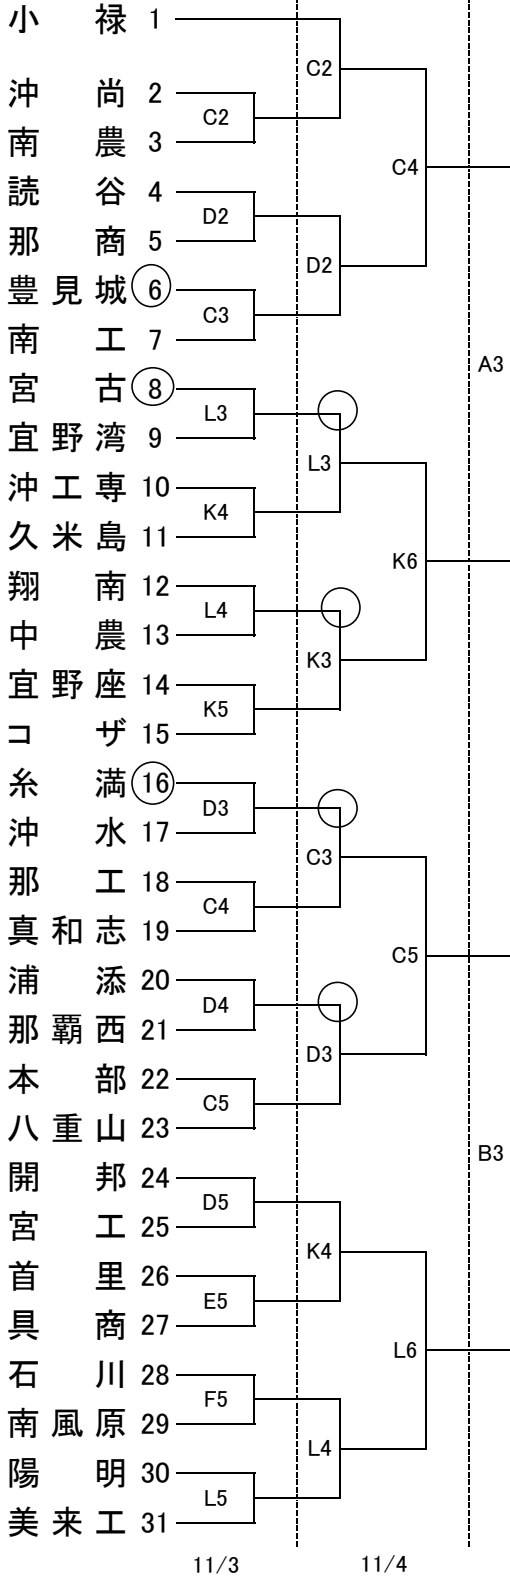 小禄 1
C2
沖尚 2
C2
南農 3
C4
読谷 4
D2
那商 5
D2
豊見城 6
C3
南工 7
A3
宮古 8
L3
宜野湾 9
L3
沖工専 10
K4
久米島 11
K6
翔南 12
L4
中農 13
K3
宜野座 14
K5
コザ 15
糸満 16
D3
沖水 17
C3
那工 18
C4
真和志 19
C5
浦添 20
D4
那覇西 21
D3
本部 22
C5
八重山 23
B3
開邦 24
D5
宮工 25
K4
首里 26
E5
具商 27
L6
石川 28
F5
南風原 29
L4
陽明 30
L5
美来工 31
11/3 11/4